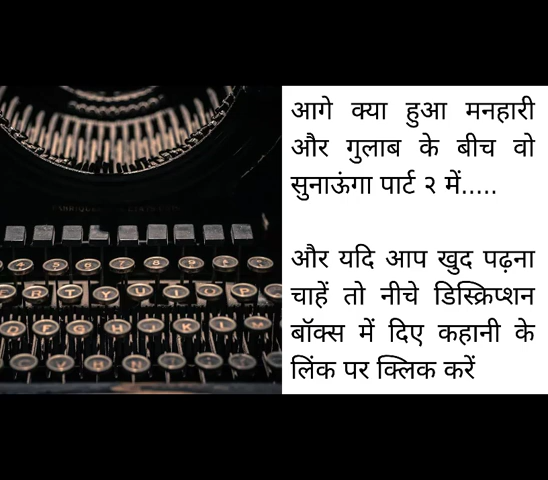 आगे क्या हुआ मनहारी
और गुलाब के बीच वो
सुनाऊंगा पार्ट २ में.....
और यदि आप खुद पढ़ना
चाहें तो नीचे डिस्क्रिप्शन
बॉक्स में दिए कहानी के
लिंक पर क्लिक करें